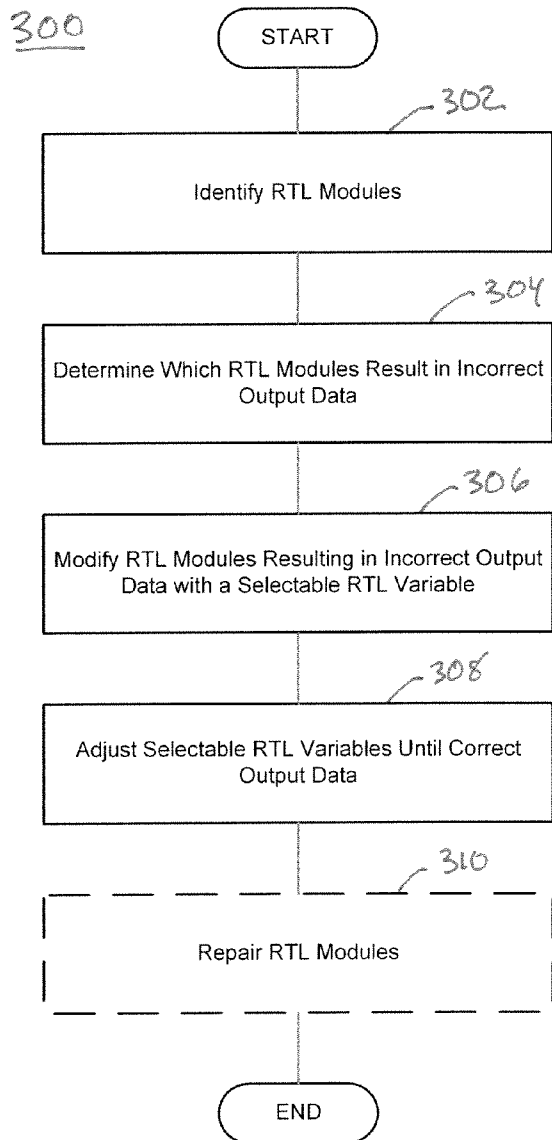 300
START
302
Identify RTL Modules
304
Determine Which RTL Modules Result in Incorrect
Output Data
306
Modify RTL Modules Resulting in Incorrect Output
Data with a Selectable RTL Variable
308
Adjust Selectable RTL Variables Until Correct
Output Data
310
Repair RTL Modules
END